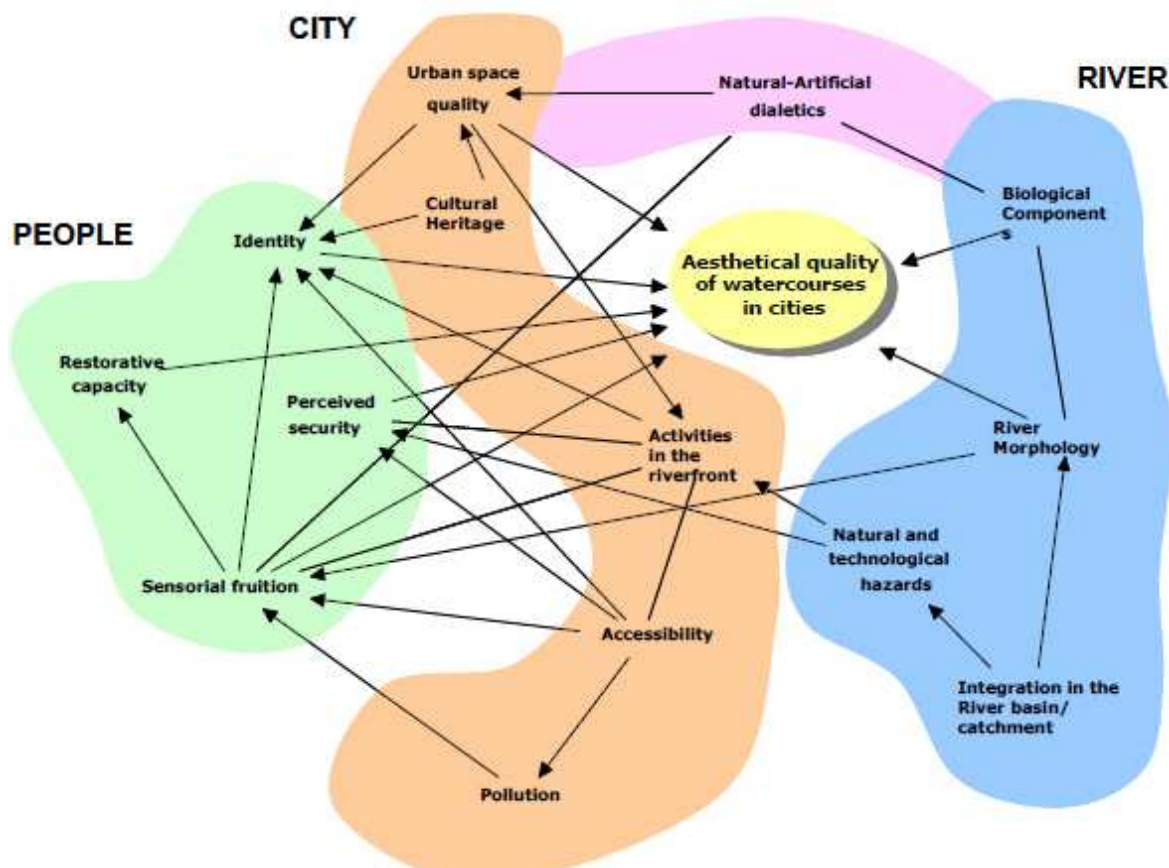 CITY
Urban space
quality
Natural-Artificial
dialetics
RIVER
Cultural
Heritage
Biological
Component
s
PEOPLE
Identity
Aesthetical quality
of watercourses
in cities
Restorative
capacity
Perceived
security
Activities
in the
riverfront
River
Morphology
Natural and
technological
hazards
Sensorial fruition
Accessibility
Integration in the
River basin/
catchment
Pollution